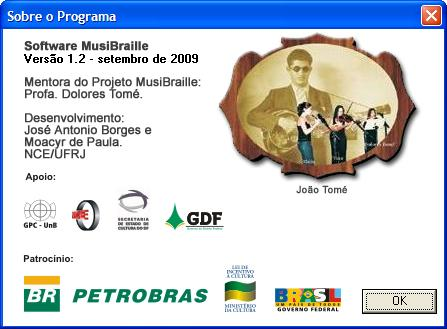 Sobre o Programa
Software MusiBraille
Versão 1.2 - setembro de 2009
Mentora do Projeto MusiBraille:
Profa. Dolores Tomé.
Desenvolvimento:
José Antonio Borges e
Moacyr de Paula.
NCE/UFRJ
João Tomé
Apoio:
GPC - UnB
SECRETARIA
DE ESTADO DE
CULTURA DO DF
GDF
Patrocínio:
BR PETROBRAS
LEI DE
INCENTIVO
À CULTURA
MINISTÉRIO
DA CULTURA
BRASIL
UM PAÍS DE TODOS
GOVERNO FEDERAL
OK